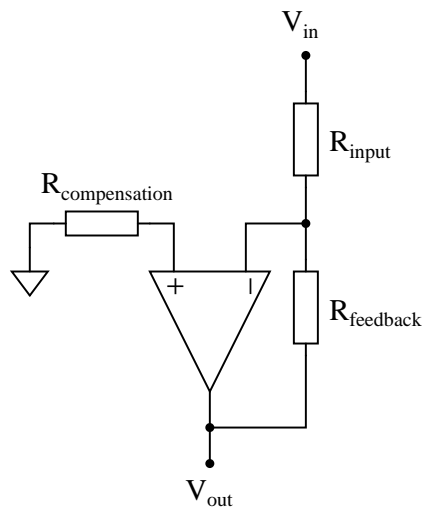 V_in
R_input
R_compensation
+ −
R_feedback
V_out